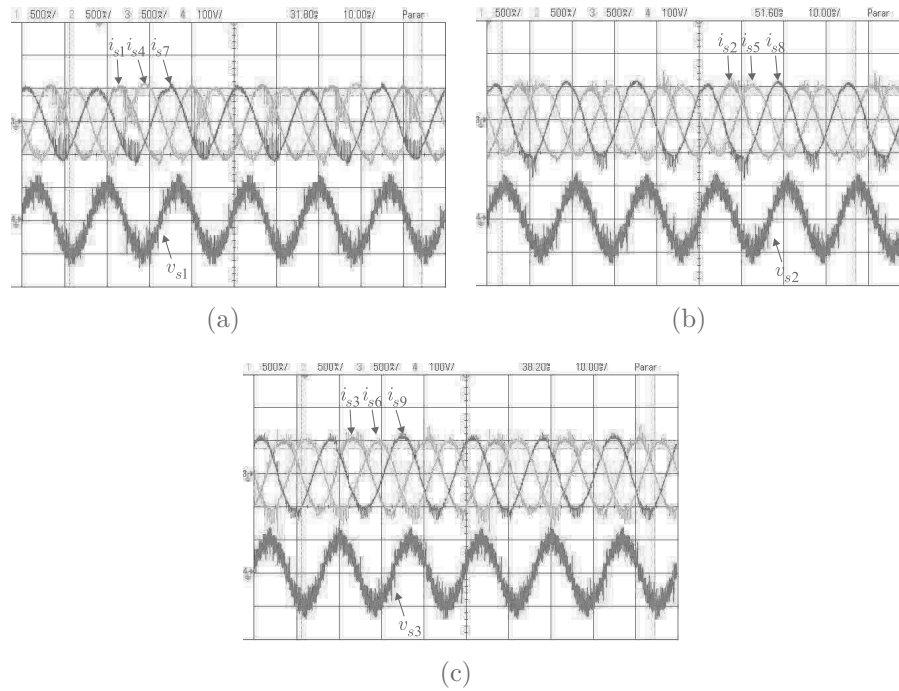 1 500%/ 2 500%/ 3 500%/ 4 100V/ 31.80% 10.00%/ Parar
i_{s1} i_{s4} i_{s7}
v_{s1}
(a)
1 500%/ 2 500%/ 3 500%/ 4 100V/ 51.60% 10.00%/ Parar
i_{s2} i_{s5} i_{s8}
v_{s2}
(b)
1 500%/ 2 500%/ 3 500%/ 4 100V/ 38.20% 10.00%/ Parar
i_{s3} i_{s6} i_{s9}
v_{s3}
(c)